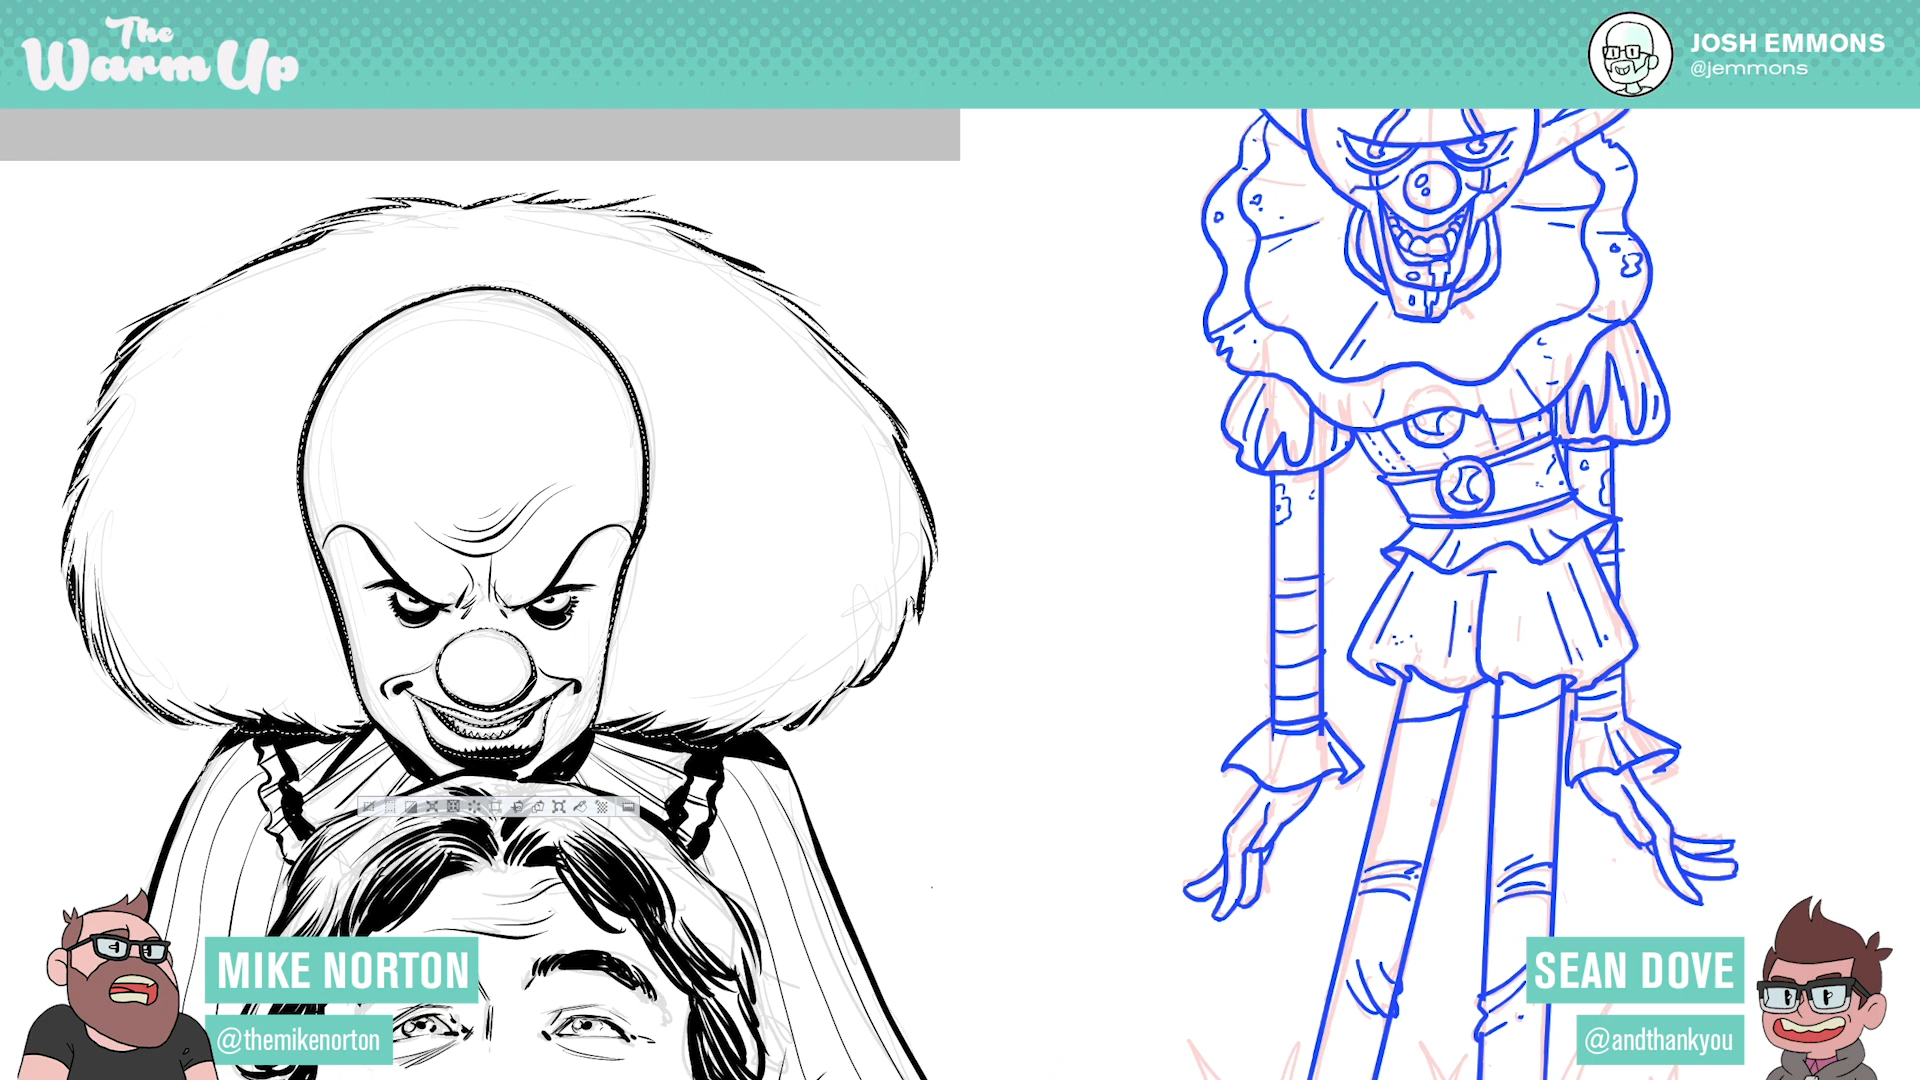 The
Warm Up
JOSH EMMONS
@jemmons
MIKE NORTON
@themikenorton
SEAN DOVE
@andthankyou